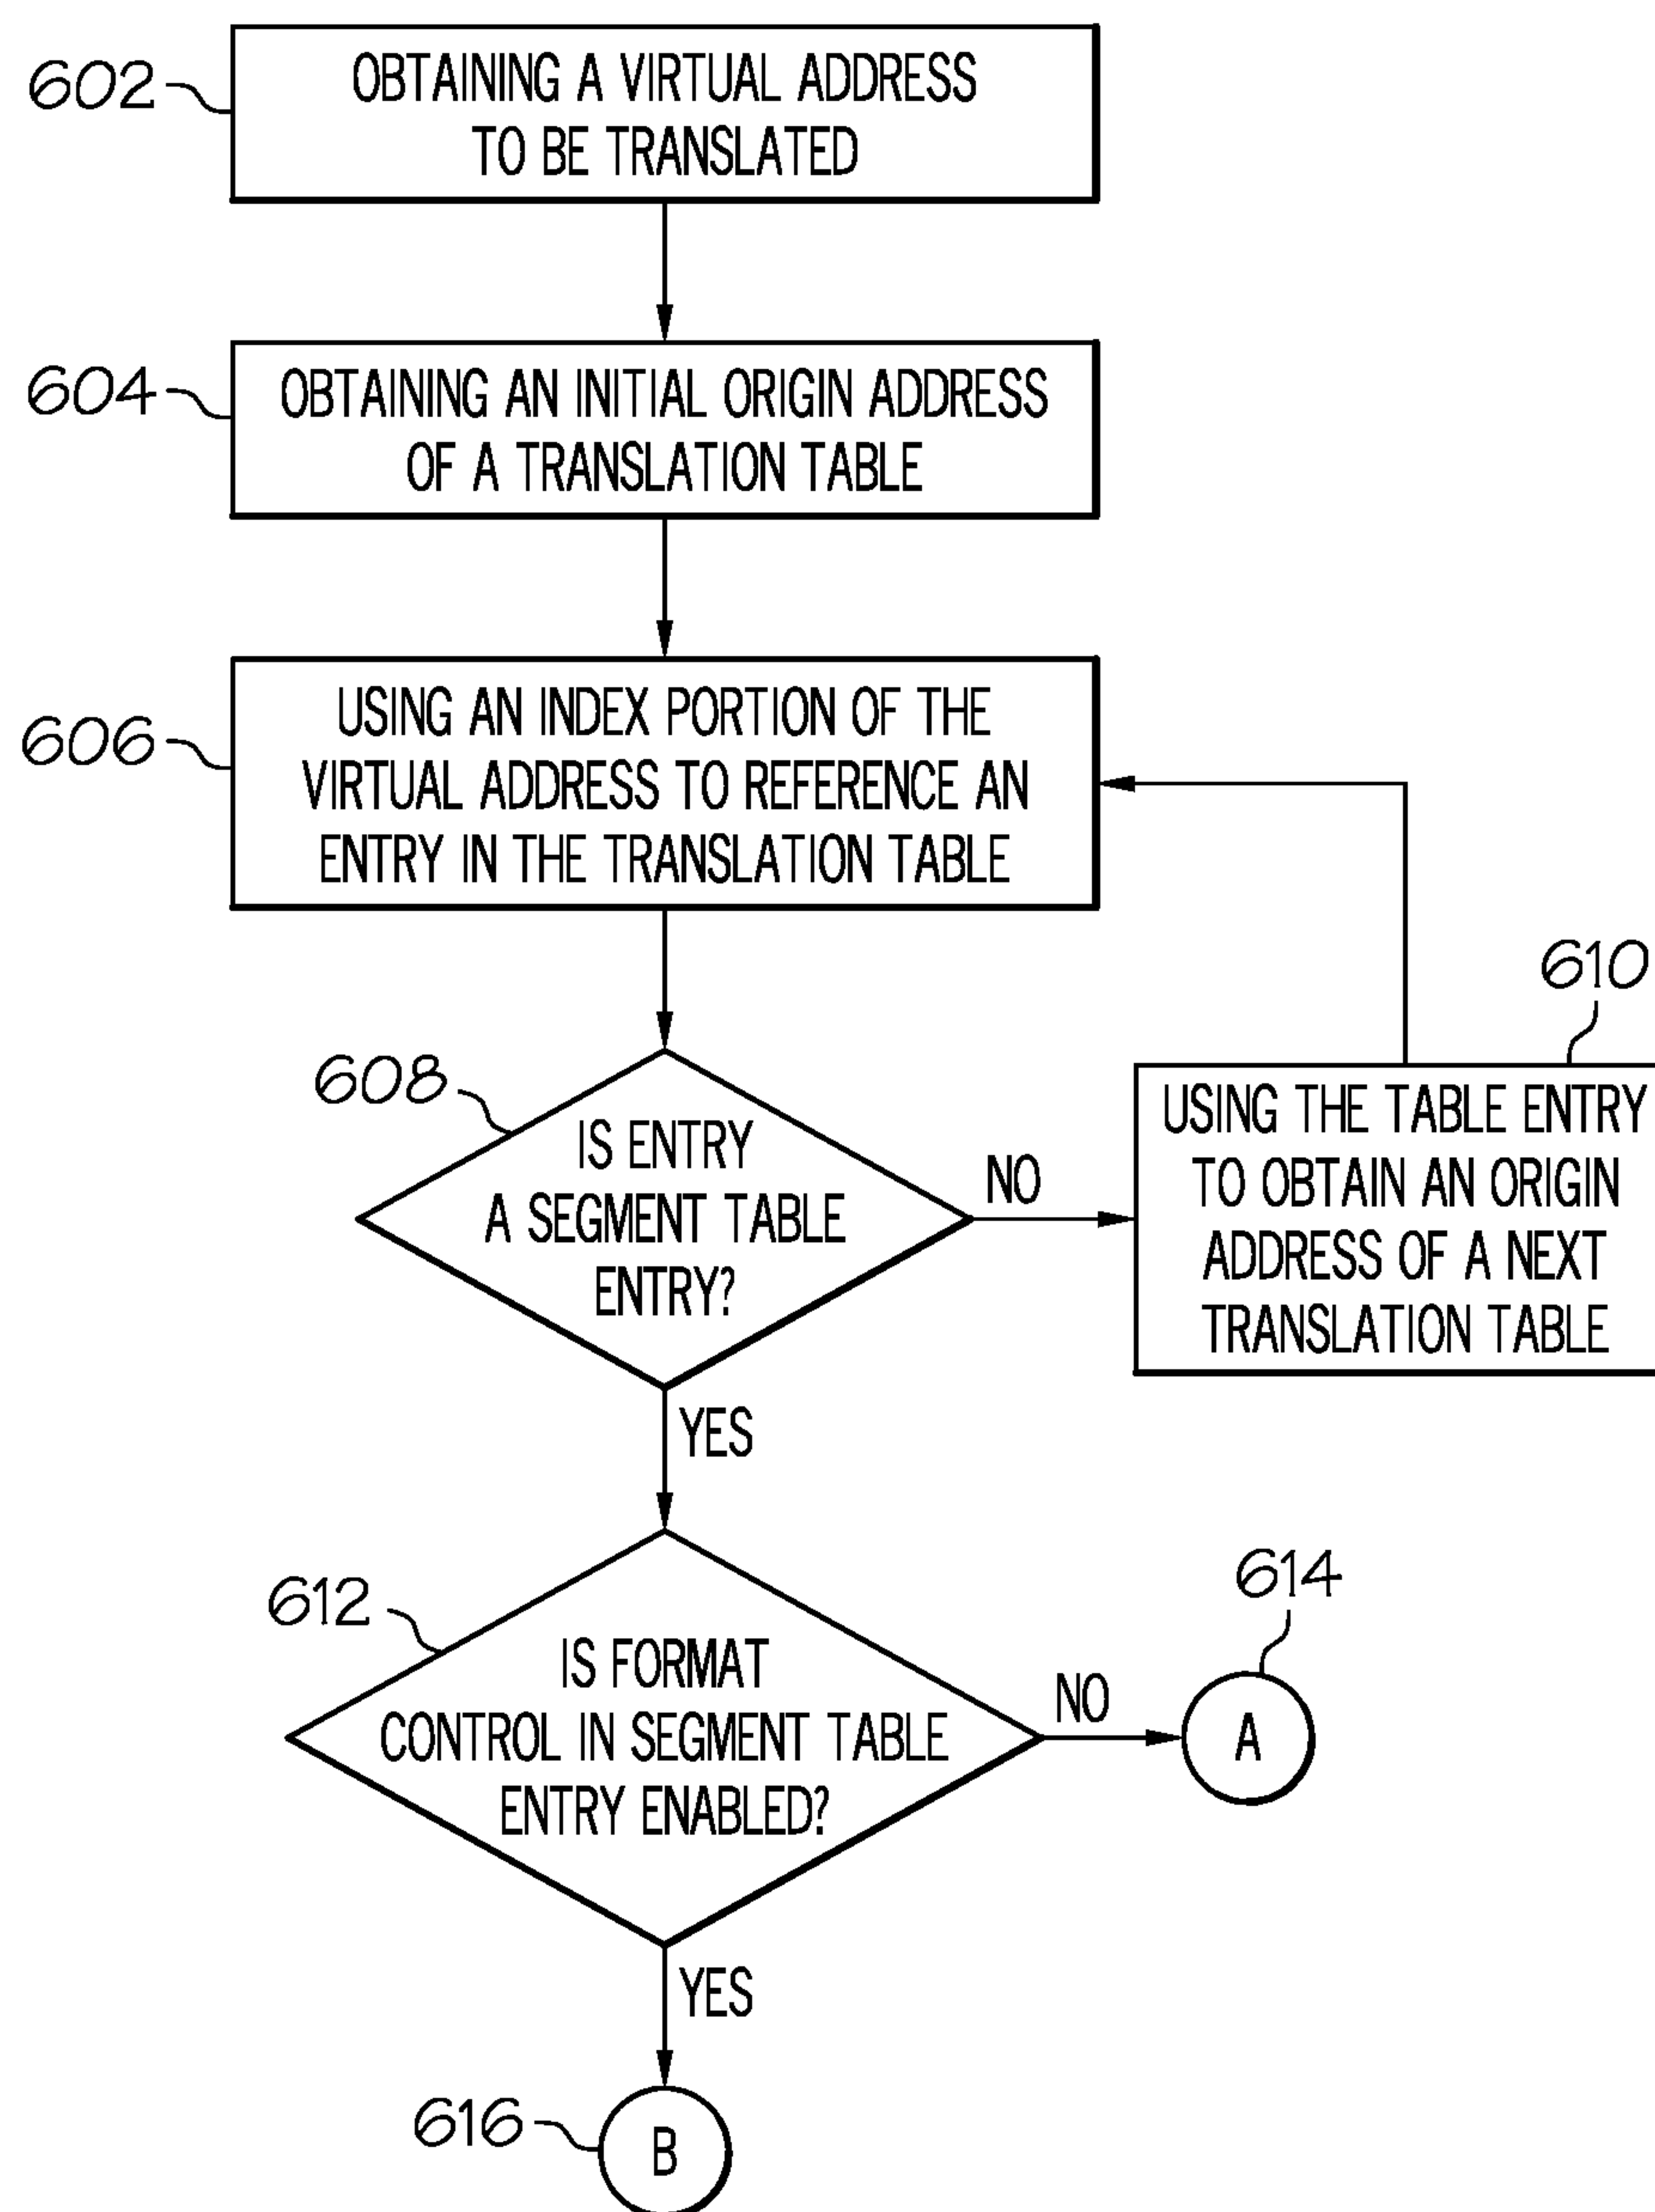 602
OBTAINING A VIRTUAL ADDRESS
TO BE TRANSLATED
604
OBTAINING AN INITIAL ORIGIN ADDRESS
OF A TRANSLATION TABLE
606
USING AN INDEX PORTION OF THE
VIRTUAL ADDRESS TO REFERENCE AN
ENTRY IN THE TRANSLATION TABLE
608
IS ENTRY
A SEGMENT TABLE
ENTRY?
NO
610
USING THE TABLE ENTRY
TO OBTAIN AN ORIGIN
ADDRESS OF A NEXT
TRANSLATION TABLE
YES
612
IS FORMAT
CONTROL IN SEGMENT TABLE
ENTRY ENABLED?
NO
614
A
YES
616
B